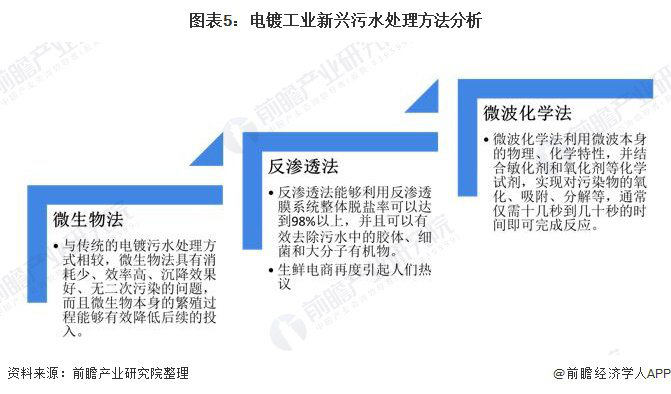 图表5：电镀工业新兴污水处理方法分析
微生物法
• 与传统的电镀污水处理方
式相较，微生物法具有消
耗少、效率高、沉降效果
好、无二次污染的问题，
而且微生物本身的繁殖过
程能够有效降低后续的投
入。
反渗透法
• 反渗透法能够利用反渗透
膜系统整体脱盐率可以达
到98%以上，并且可以有
效去除污水中的胶体、细
菌和大分子有机物。
• 生鲜电商再度引起人们热
议
微波化学法
• 微波化学法利用微波本身
的物理、化学特性，并结
合敏化剂和氧化剂等化学
试剂，实现对污染物的氧
化、吸附、分解等，通常
仅需十几秒到几十秒的时
间即可完成反应。
前瞻产业研究院
资料来源：前瞻产业研究院整理
@前瞻经济学人APP